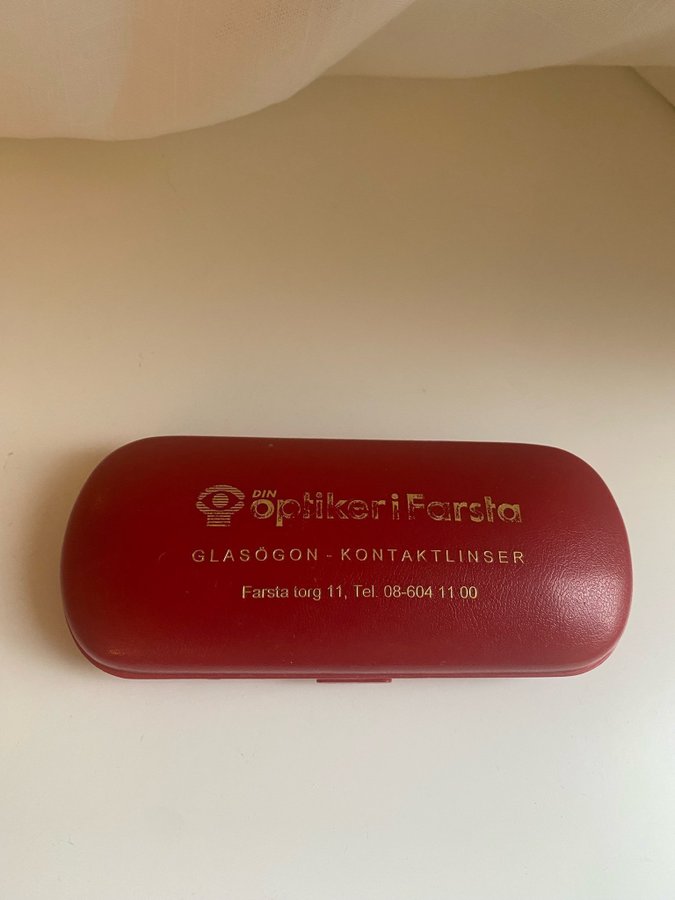 DIN
optiker i Farsta
GLASÖGON - KONTAKTLINSER
Farsta torg 11, Tel. 08-604 11 00